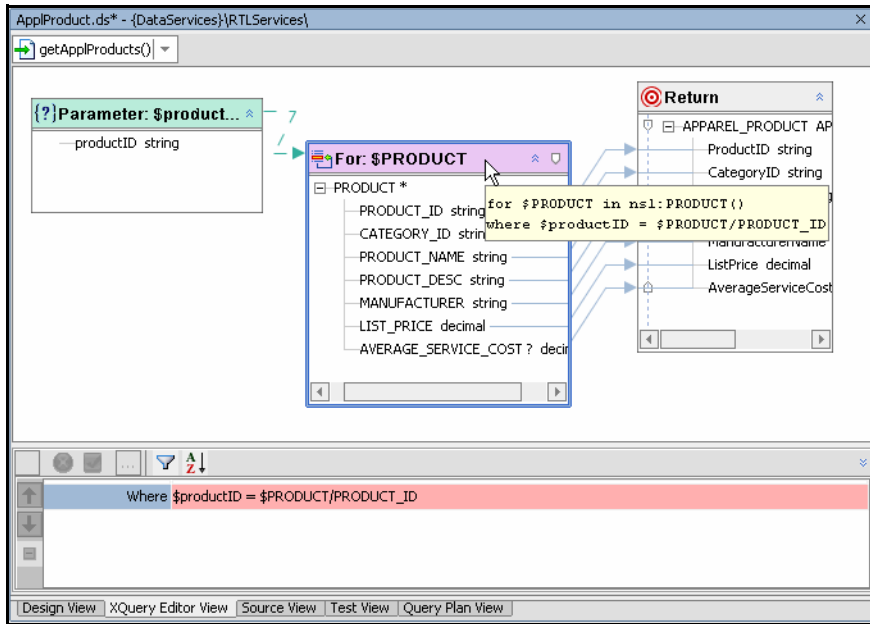 ApplProduct.ds* - {DataServices}\RTLServices\
getApplProducts()
{?}Parameter: $product...
productID string
For: $PRODUCT
PRODUCT *
PRODUCT_ID string
CATEGORY_ID strin
PRODUCT_NAME string
PRODUCT_DESC string
MANUFACTURER string
LIST_PRICE decimal
AVERAGE_SERVICE_COST ? decin
for $PRODUCT in ns1:PRODUCT()
where $productID = $PRODUCT/PRODUCT_ID
Return
APPAREL_PRODUCT AP
ProductID string
CategoryID string
ManufacturerName
ListPrice decimal
AverageServiceCost
Where $productID = $PRODUCT/PRODUCT_ID
Design View XQuery Editor View Source View Test View Query Plan View